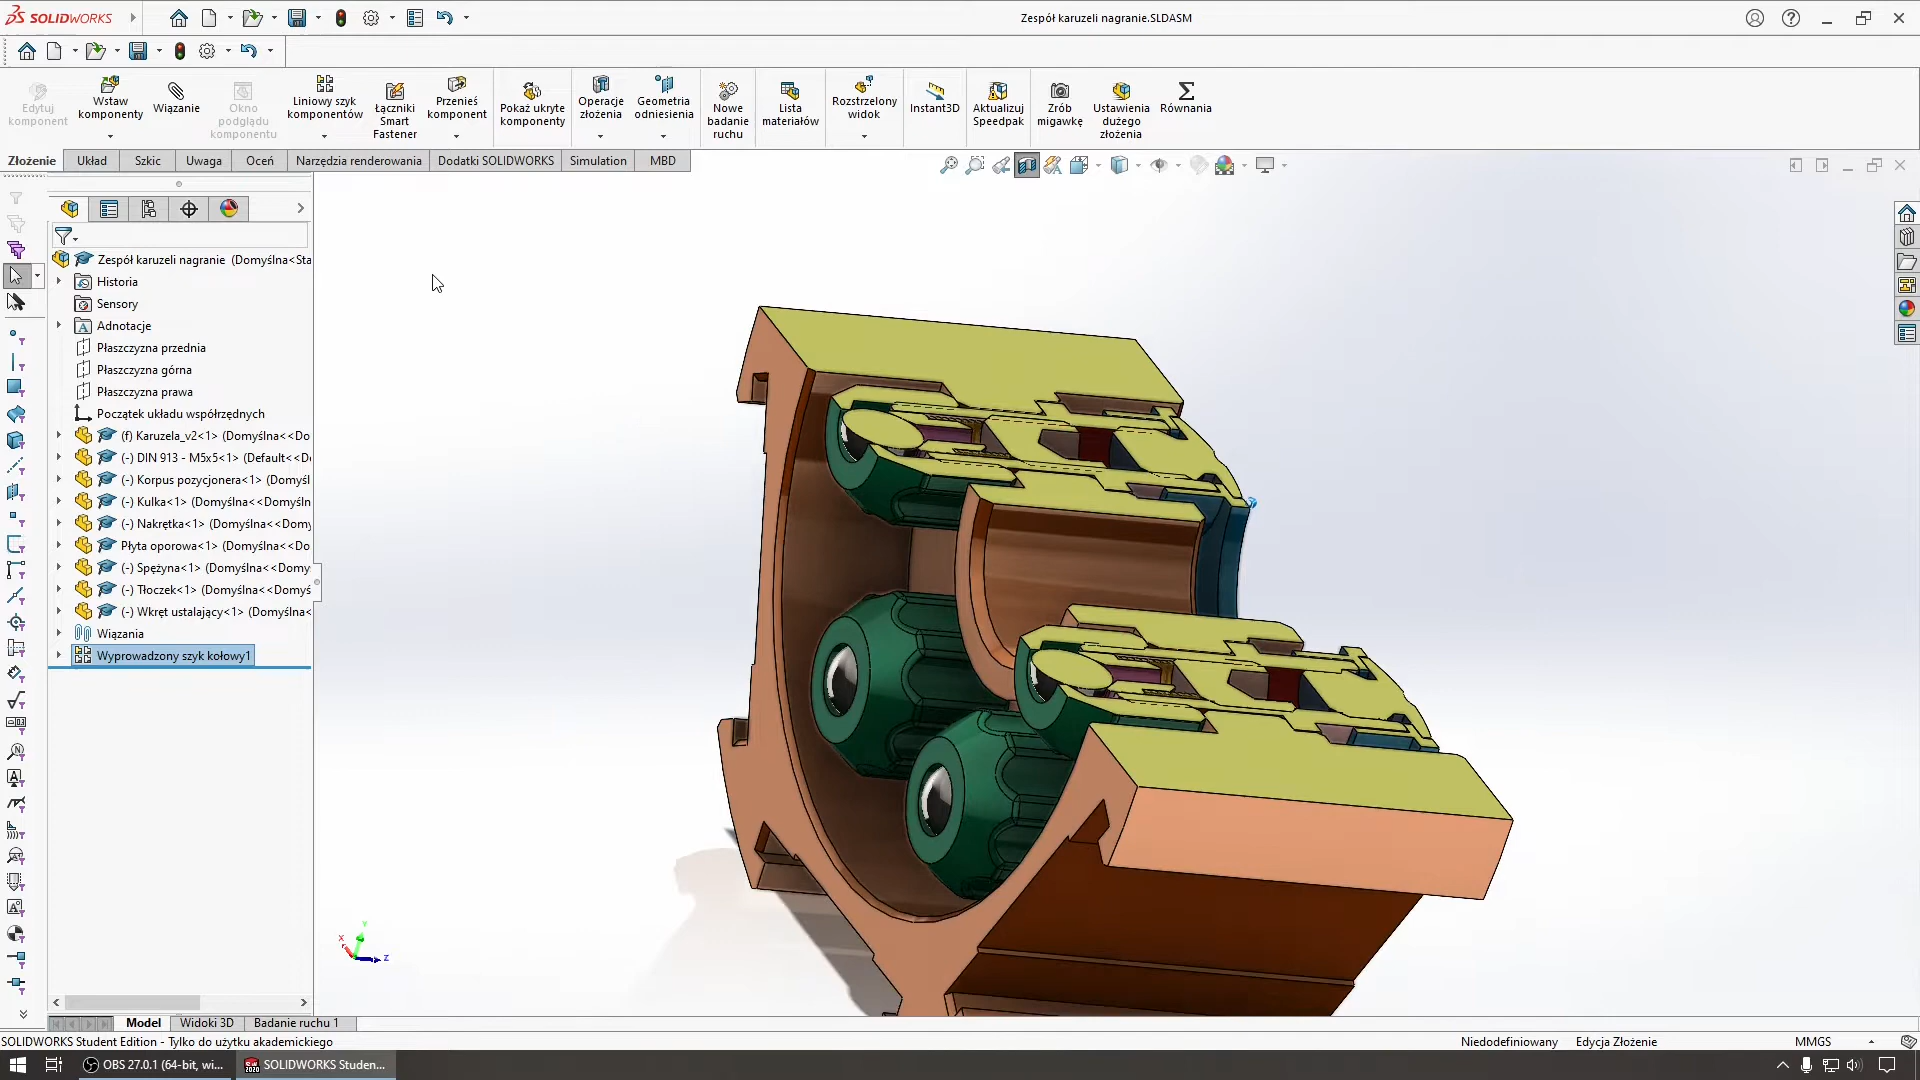 SOLIDWORKS
Zespół karuzeli nagranie.SLDASM
Edytuj komponent
Wstaw komponenty
Wiązanie
Okno podglądu komponentu
Liniowy szyk komponentów
Łączniki Smart Fastener
Przenieś komponent
Pokaż ukryte komponenty
Operacje złożenia
Geometria odniesienia
Nowe badanie ruchu
Lista materiałów
Rozstrzelony widok
Instant3D
Aktualizuj Speedpak
Zrób migawkę
Ustawienia dużego złożenia
Równania
Złożenie
Układ
Szkic
Uwaga
Oceń
Narzędzia renderowania
Dodatki SOLIDWORKS
Simulation
MBD
Zespół karuzeli nagranie (Domyślna<Sta
Historia
Sensory
Adnotacje
Płaszczyzna przednia
Płaszczyzna górna
Płaszczyzna prawa
Początek układu współrzędnych
(f) Karuzela_v2<1> (Domyślna<<Do
(-) DIN 913 - M5x5<1> (Default<<D
(-) Korpus pozycjonera<1> (Domyśl
(-) Kulka<1> (Domyślna<<Domyśln
(-) Nakrętka<1> (Domyślna<<Domy
Płyta oporowa<1> (Domyślna<<Do
(-) Spężyna<1> (Domyślna<<Domy
(-) Tłoczek<1> (Domyślna<<Domyś
(-) Wkręt ustalający<1> (Domyślna<
Wiązania
Wyprowadzony szyk kołowy1
Y
X
Z
Model
Widoki 3D
Badanie ruchu 1
SOLIDWORKS Student Edition - Tylko do użytku akademickiego
Niedodefiniowany
Edycja Złożenie
MMGS
OBS 27.0.1 (64-bit, wi...
SOLIDWORKS Studen...